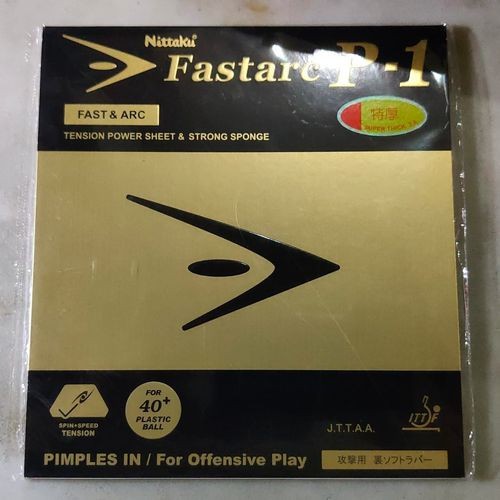 Nittaku
Fastarc P-1
FAST & ARC
TENSION POWER SHEET & STRONG SPONGE
特厚
SUPER THICK
SPIN+SPEED
TENSION
FOR
40+
PLASTIC
BALL
J.T.T.A.A.
ITTF
PIMPLES IN / For Offensive Play
攻撃用 裏ソフトラバー